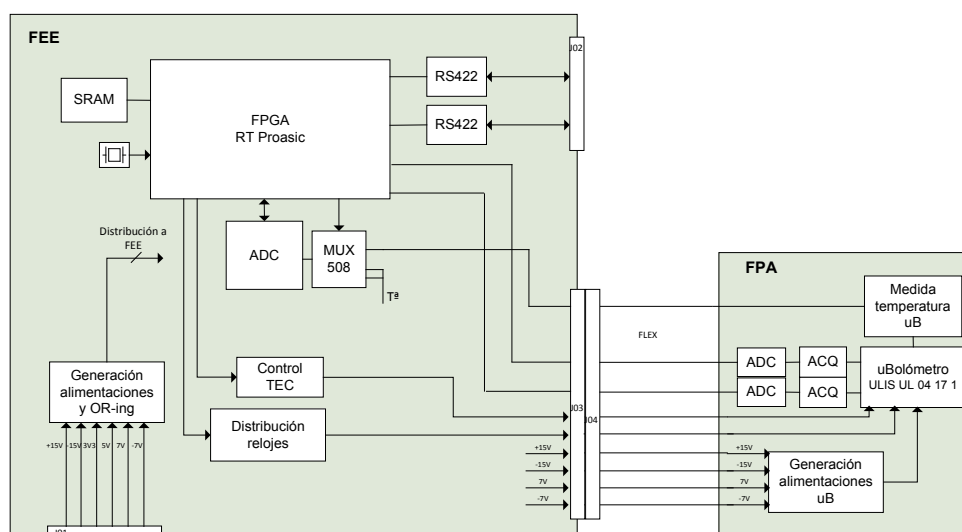 FEE
J02
SRAM
FPGA
RT Proasic
RS422
RS422
Distribución a
FEE
ADC
MUX
508
Tª
FPA
Medida
temperatura
uB
FLEX
Generación
alimentaciones
y OR-ing
Control
TEC
ADC
ACQ
ADC
ACQ
uBolómetro
ULIS UL 04 17 1
J03
J04
Distribución
relojes
+15V
-15V
3V3
5V
7V
-7V
+15V
-15V
7V
-7V
+15V
-15V
7V
-7V
Generación
alimentaciones
uB
J01